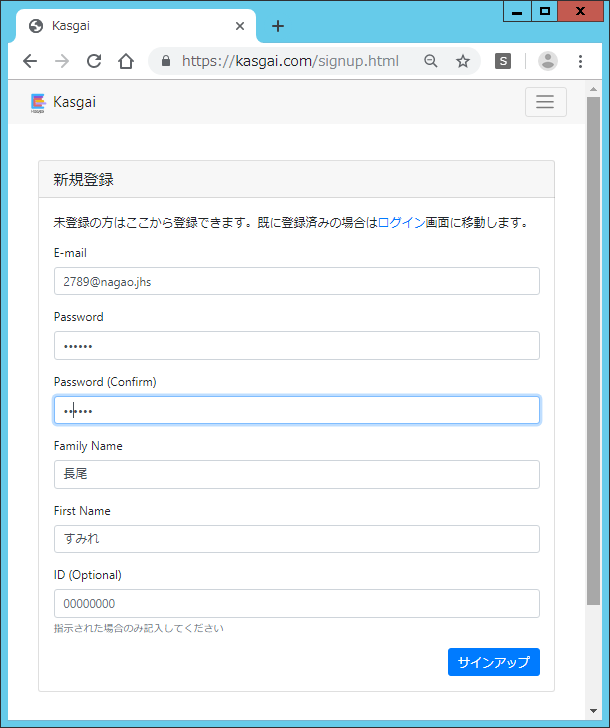 Kasgai
https://kasgai.com/signup.html
S
Kasgai
新規登録
未登録の方はここから登録できます。既に登録済みの場合はログイン画面に移動します。
E-mail
2789@nagao.jhs
Password
••••••
Password (Confirm)
••••••
Family Name
長尾
First Name
すみれ
ID (Optional)
00000000
指示された場合のみ記入してください
サインアップ